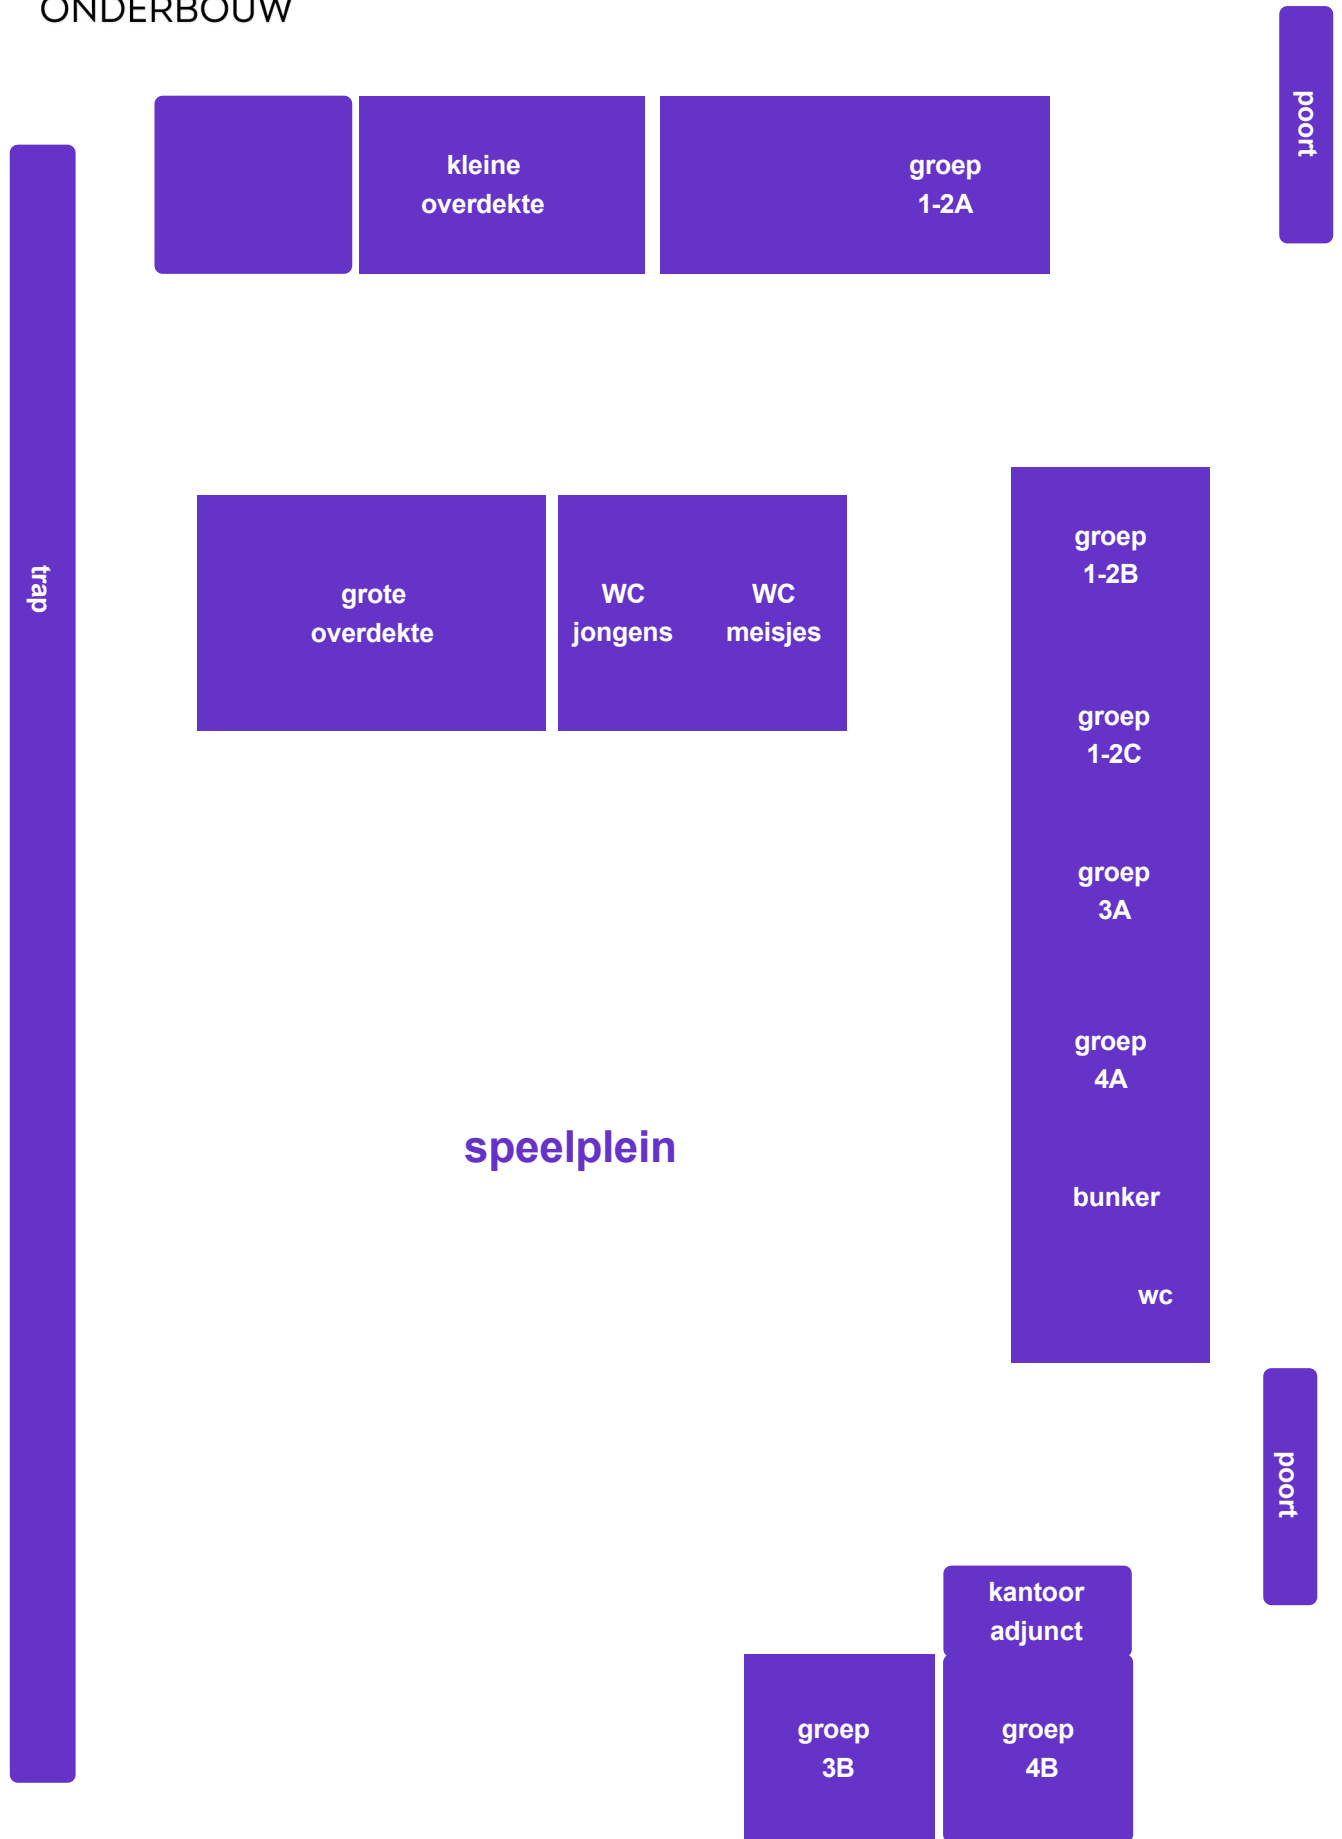 ONDERBOUW
poort
kleine
overdekte
groep
1-2A
trap
grote
overdekte
WC
jongens
WC
meisjes
groep
1-2B
groep
1-2C
groep
3A
groep
4A
speelplein
bunker
wc
poort
kantoor
adjunct
groep
3B
groep
4B